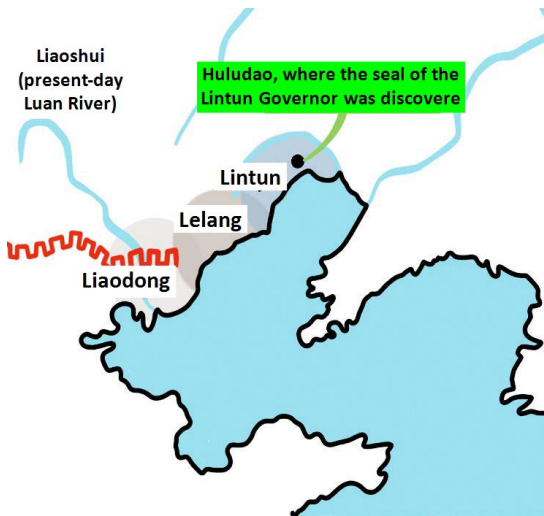 Liaoshui
(present-day
Luan River)
Huludao, where the seal of the
Lintun Governor was discovere
Lintun
Lelang
Liaodong